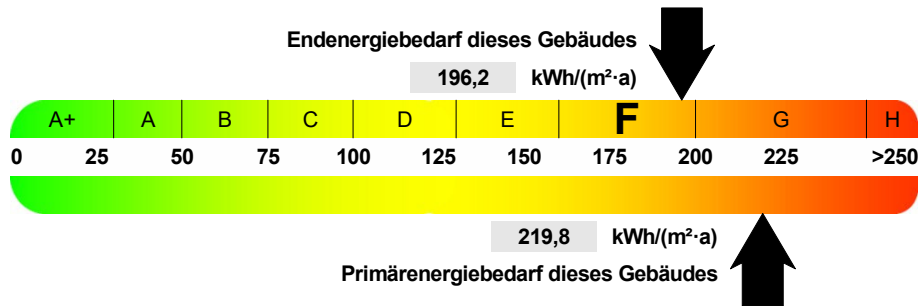 Endenergiebedarf dieses Gebäudes
196,2 kWh/(m²·a)
A+ A B C D E F G H
0 25 50 75 100 125 150 175 200 225 >250
219,8 kWh/(m²·a)
Primärenergiebedarf dieses Gebäudes